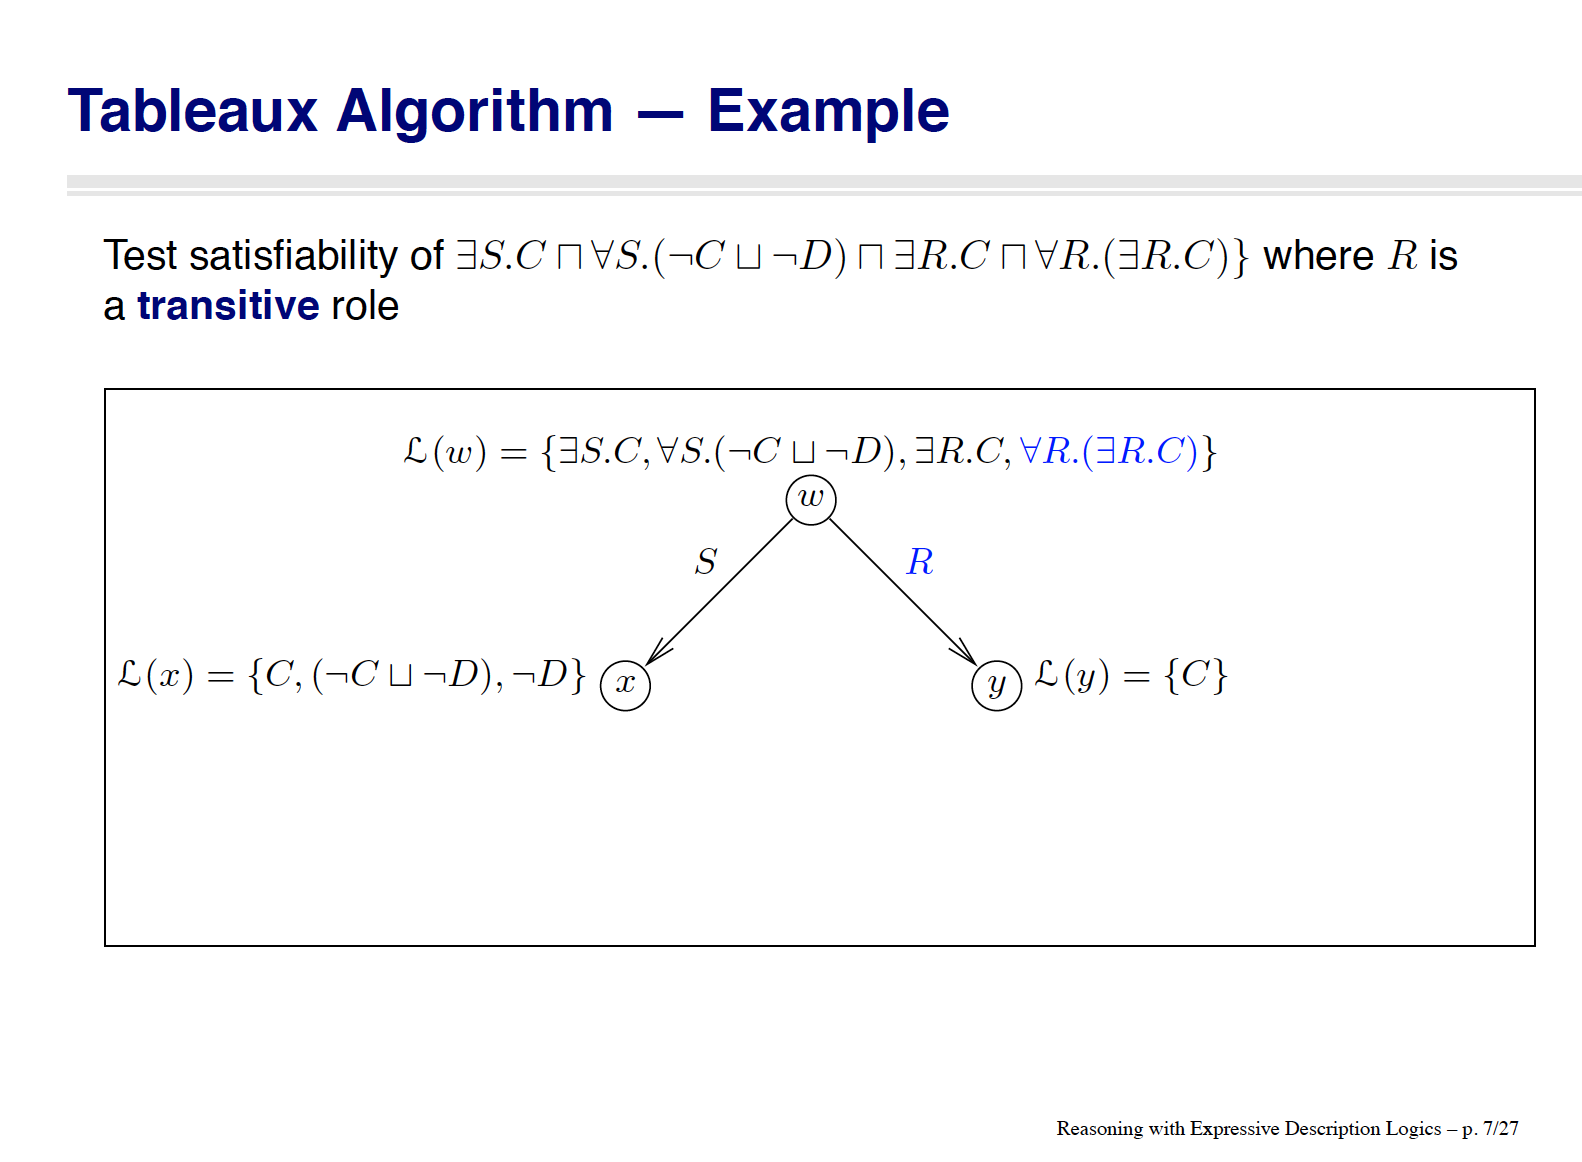 Tableaux Algorithm — Example
Test satisfiability of ∃S.C ⊓ ∀S.(¬C ⊔ ¬D) ⊓ ∃R.C ⊓ ∀R.(∃R.C)} where R is
a transitive role
ℒ(w) = {∃S.C, ∀S.(¬C ⊔ ¬D), ∃R.C, ∀R.(∃R.C)}
w
S R
ℒ(x) = {C, (¬C ⊔ ¬D), ¬D} x y ℒ(y) = {C}
Reasoning with Expressive Description Logics – p. 7/27